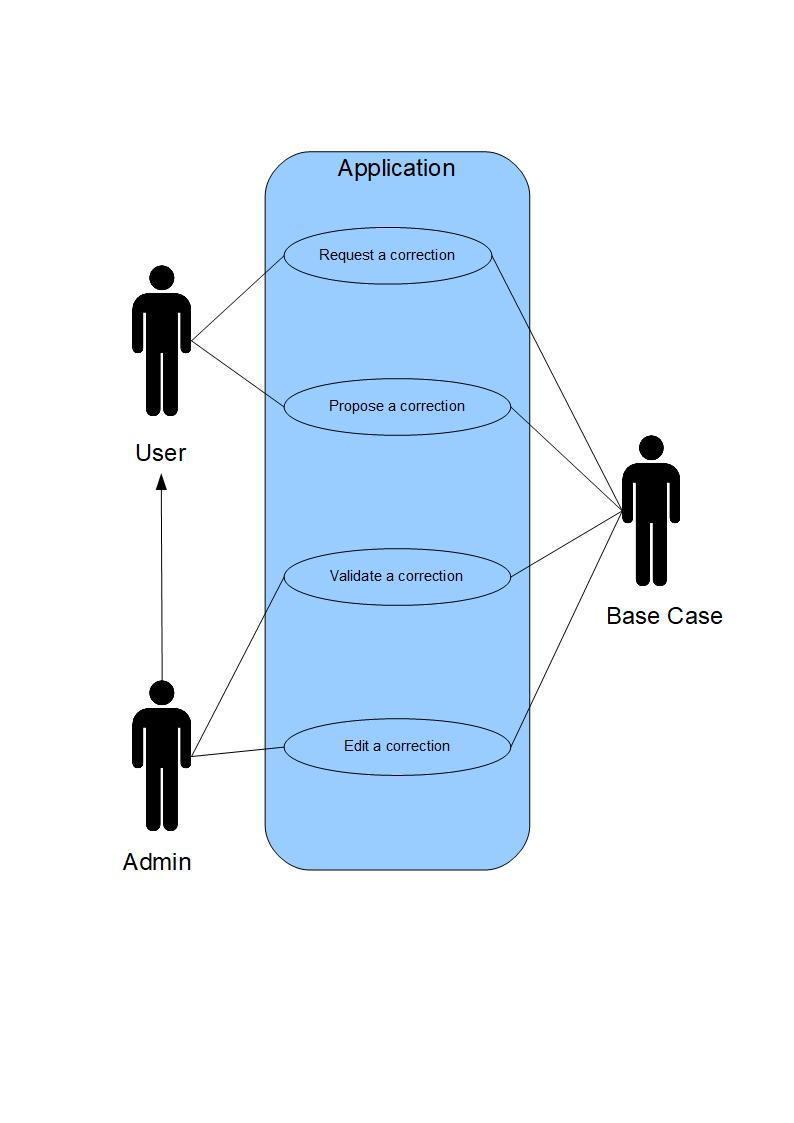 Application
Request a correction
Propose a correction
User
Validate a correction
Base Case
Edit a correction
Admin